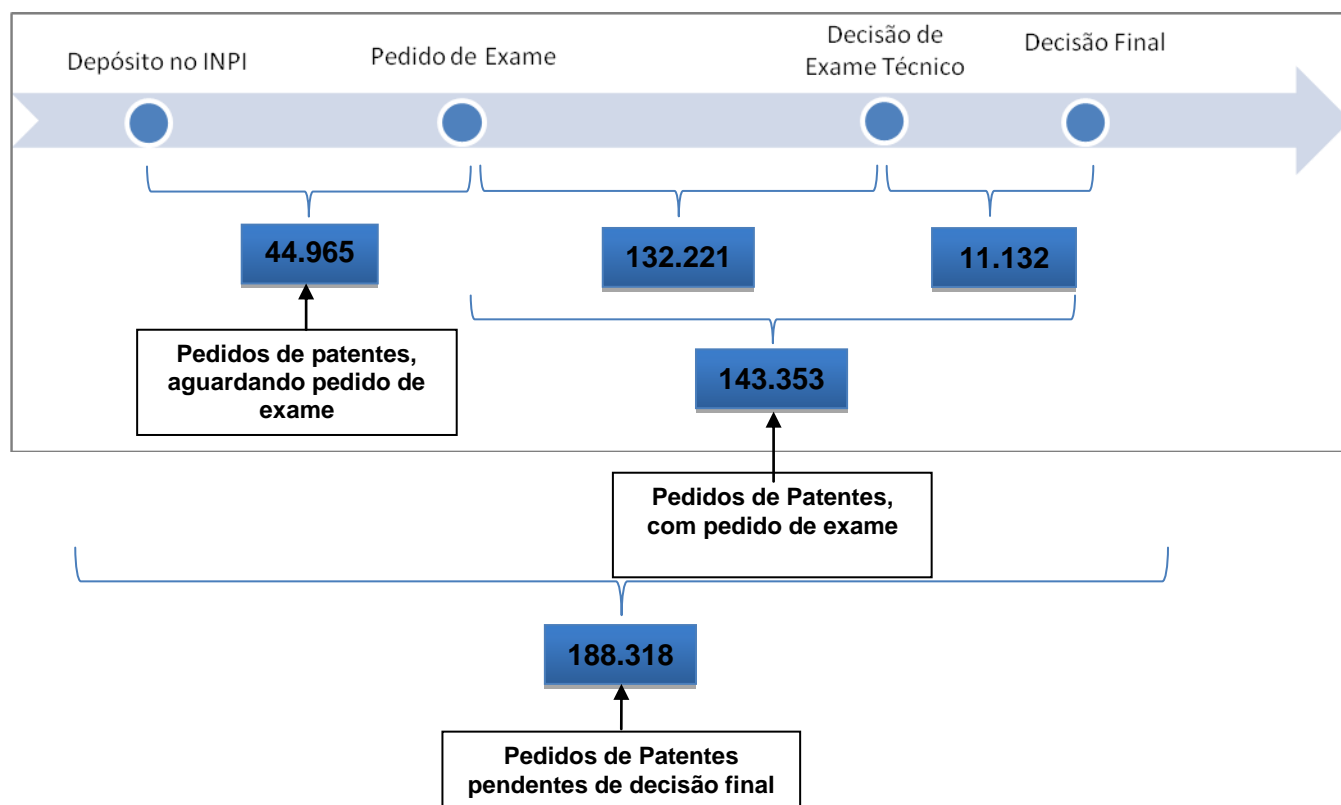 Depósito no INPI
Pedido de Exame
Decisão de
Exame Técnico
Decisão Final
44.965
132.221
11.132
Pedidos de patentes,
aguardando pedido de
exame
143.353
Pedidos de Patentes,
com pedido de exame
188.318
Pedidos de Patentes
pendentes de decisão final